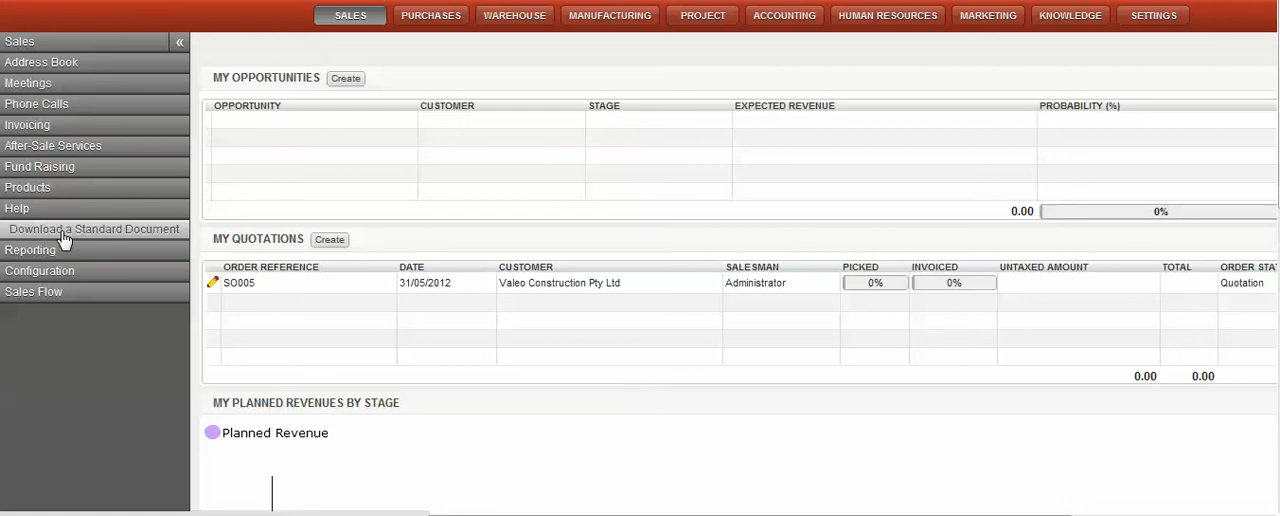 SALES PURCHASES WAREHOUSE MANUFACTURING PROJECT ACCOUNTING HUMAN RESOURCES MARKETING KNOWLEDGE SETTINGS
Sales «
Address Book
Meetings
Phone Calls
Invoicing
After-Sale Services
Fund Raising
Products
Help
Download a Standard Document
Reporting
Configuration
Sales Flow
MY OPPORTUNITIES Create
OPPORTUNITY CUSTOMER STAGE EXPECTED REVENUE PROBABILITY (%)
0.00 0%
MY QUOTATIONS Create
ORDER REFERENCE DATE CUSTOMER SALESMAN PICKED INVOICED UNTAXED AMOUNT TOTAL ORDER STA
SO005 31/05/2012 Valeo Construction Pty Ltd Administrator 0% 0% Quotation
0.00 0.00
MY PLANNED REVENUES BY STAGE
Planned Revenue